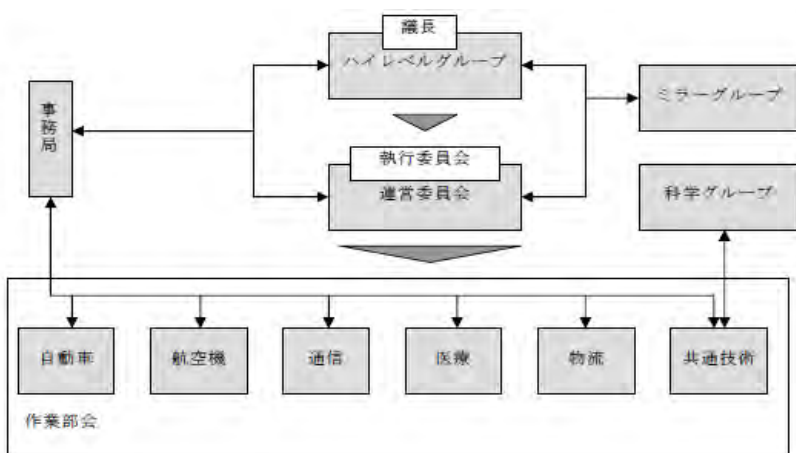 議長
ハイレベルグループ
事務局
ミラーグループ
執行委員会
運営委員会
科学グループ
自動車
航空機
通信
医療
物流
共通技術
作業部会